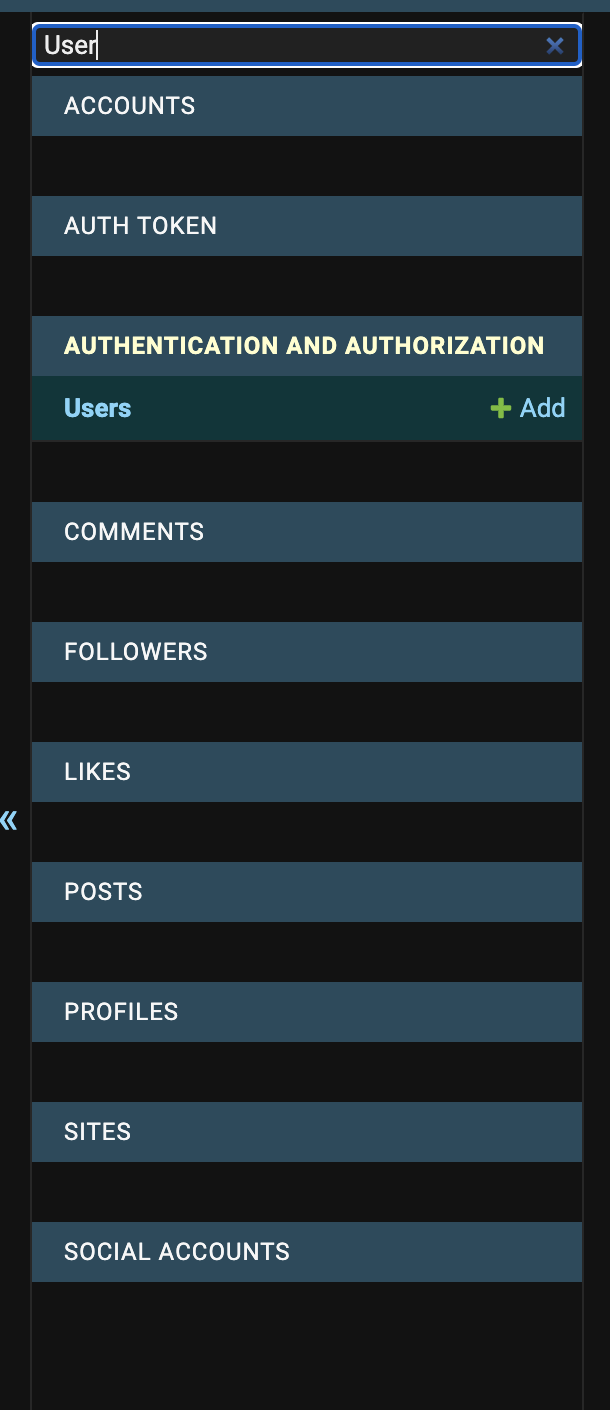 User
ACCOUNTS
AUTH TOKEN
AUTHENTICATION AND AUTHORIZATION
Users Add
COMMENTS
FOLLOWERS
LIKES
POSTS
PROFILES
SITES
SOCIAL ACCOUNTS
«